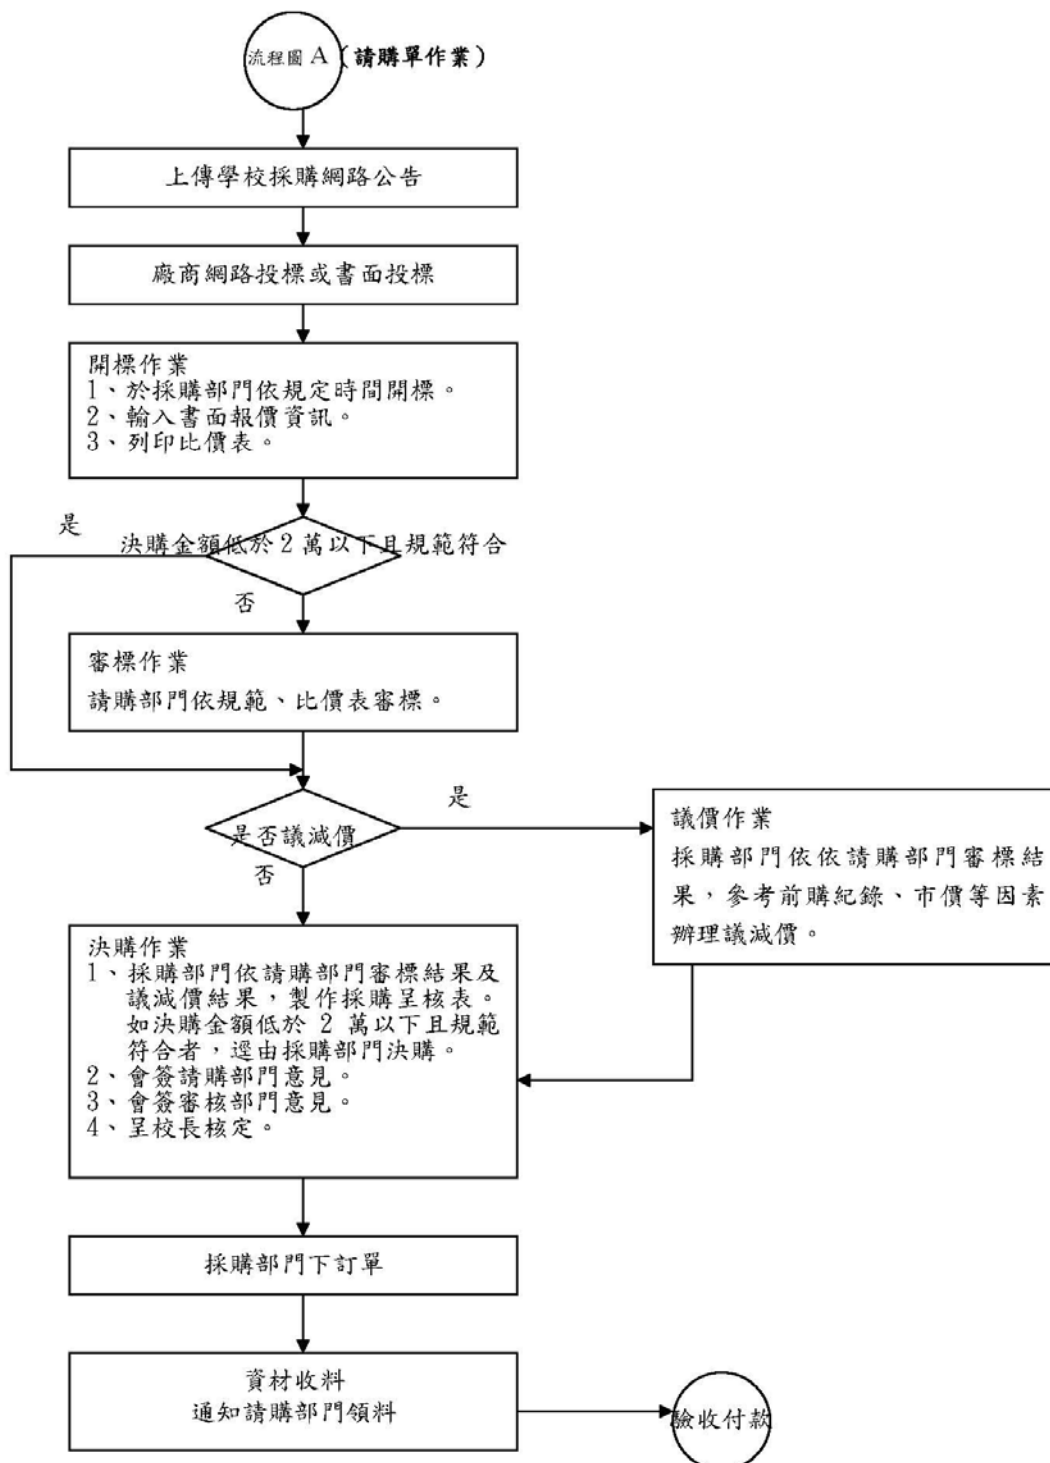 流程圖 A（請購單作業）
上傳學校採購網路公告
廠商網路投標或書面投標
開標作業
1、於採購部門依規定時間開標。
2、輸入書面報價資訊。
3、列印比價表。
是
決購金額低於 2 萬以下且規範符合
否
審標作業
請購部門依規範、比價表審標。
是
是否議減價
否
議價作業
採購部門依依請購部門審標結
果，參考前購紀錄、市價等因素
辦理議減價。
決購作業
1、採購部門依請購部門審標結果及
議減價結果，製作採購呈核表。
如決購金額低於 2 萬以下且規範
符合者，逕由採購部門決購。
2、會簽請購部門意見。
3、會簽審核部門意見。
4、呈校長核定。
採購部門下訂單
資材收料
通知請購部門領料
驗收付款